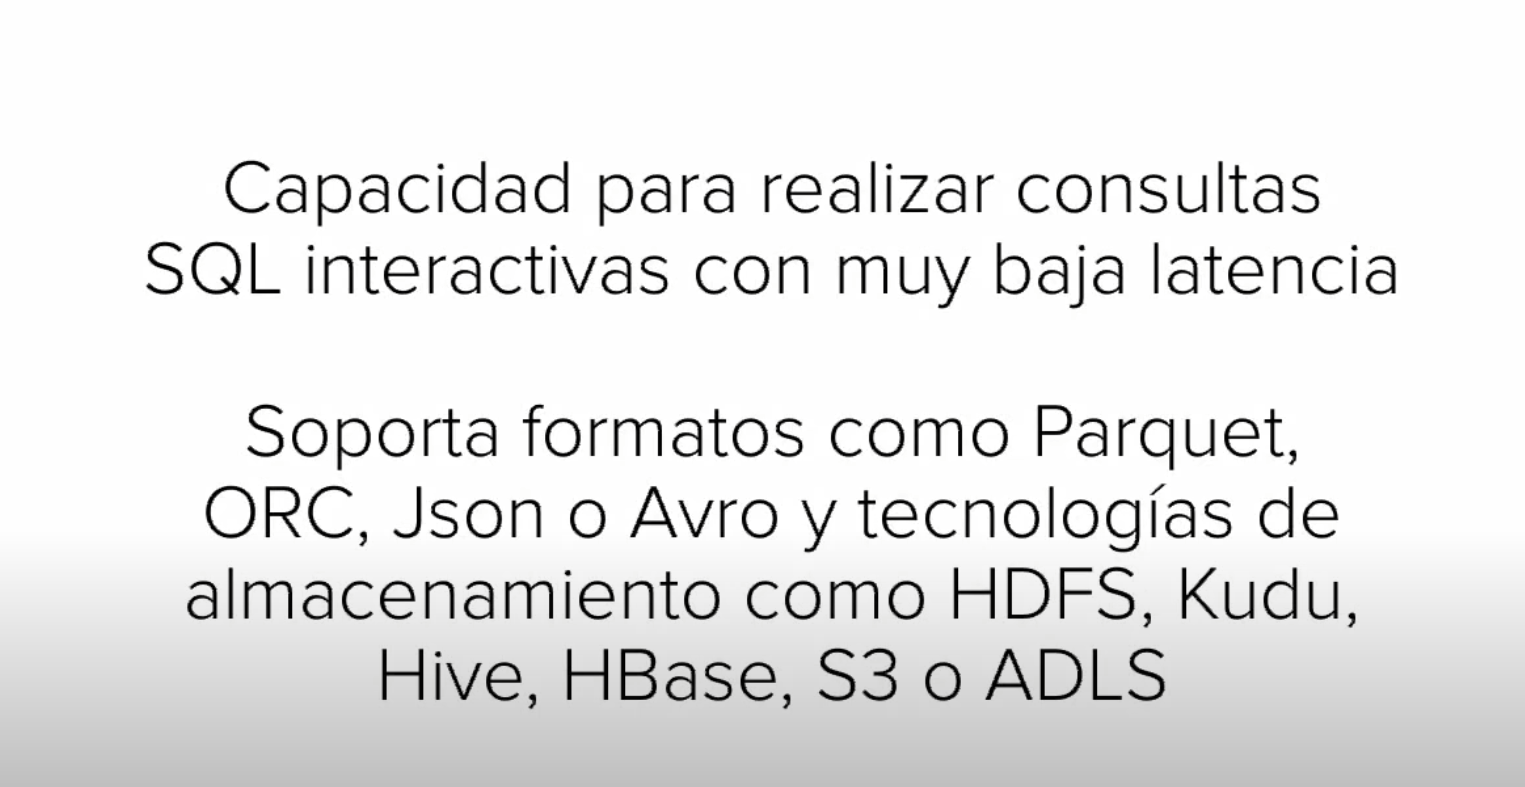 Capacidad para realizar consultas
SQL interactivas con muy baja latencia
Soporta formatos como Parquet,
ORC, Json o Avro y tecnologías de
almacenamiento como HDFS, Kudu,
Hive, HBase, S3 o ADLS